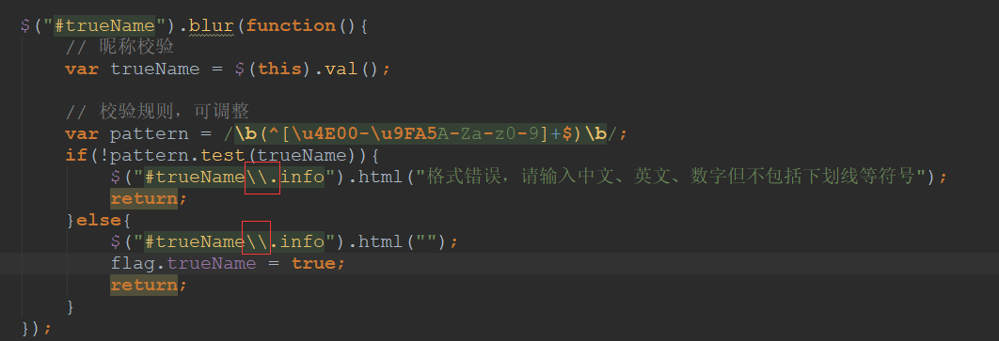 $("#trueName").blur(function(){
// 昵称校验
var trueName = $(this).val();
// 校验规则，可调整
var pattern = /\b(^[\u4E00-\u9FA5A-Za-z0-9]+$)\b/;
if(!pattern.test(trueName)){
$("#trueName\\.info").html("格式错误，请输入中文、英文、数字但不包括下划线等符号");
return;
}else{
$("#trueName\\.info").html("");
flag.trueName = true;
return;
}
});